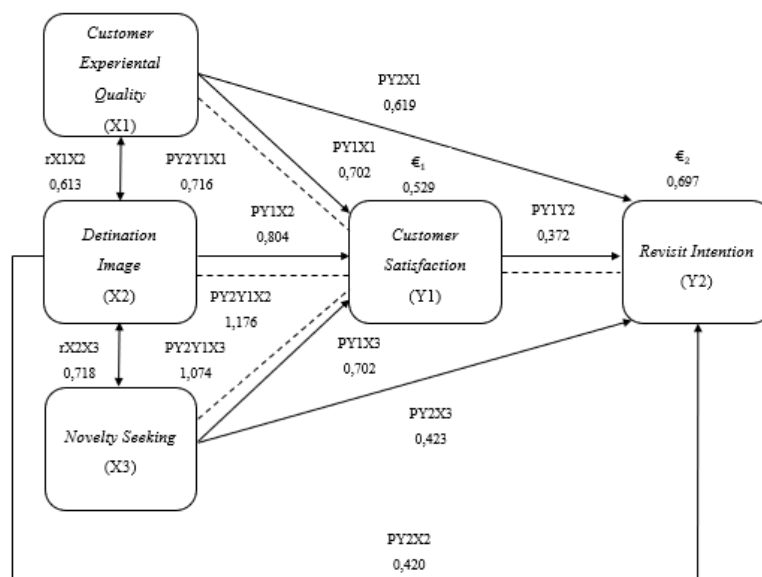 Customer
Experiental
Quality
(X1)
PY2X1
0,619
rX1X2
0,613
PY2Y1X1
0,716
PY1X1
0,702
€1
0,529
€2
0,697
Detination
Image
(X2)
PY1X2
0,804
Customer
Satisfaction
(Y1)
PY1Y2
0,372
Revisit Intention
(Y2)
PY2Y1X2
1,176
rX2X3
0,718
PY2Y1X3
1,074
PY1X3
0,702
Novelty Seeking
(X3)
PY2X3
0,423
PY2X2
0,420